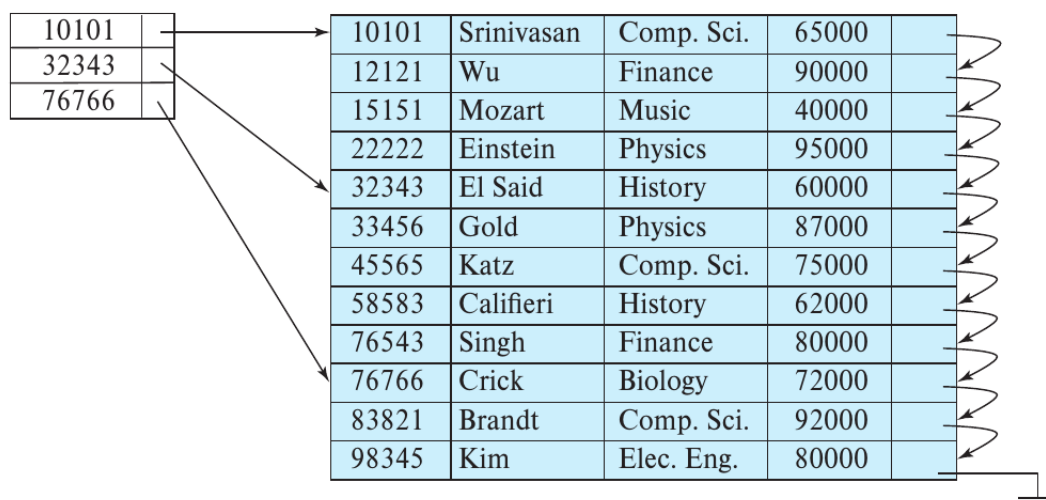 10101
32343
76766
10101 Srinivasan Comp. Sci. 65000
12121 Wu Finance 90000
15151 Mozart Music 40000
22222 Einstein Physics 95000
32343 El Said History 60000
33456 Gold Physics 87000
45565 Katz Comp. Sci. 75000
58583 Califieri History 62000
76543 Singh Finance 80000
76766 Crick Biology 72000
83821 Brandt Comp. Sci. 92000
98345 Kim Elec. Eng. 80000